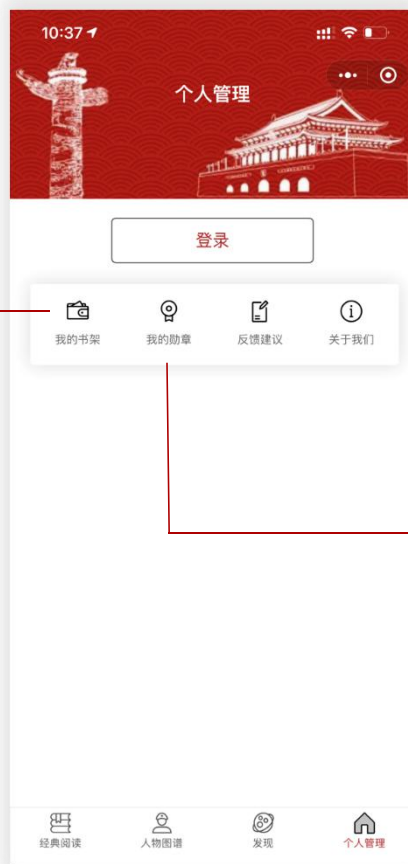 10:37
个人管理
登录
我的书架 我的勋章 反馈建议 关于我们
经典阅读 人物图谱 发现 个人管理